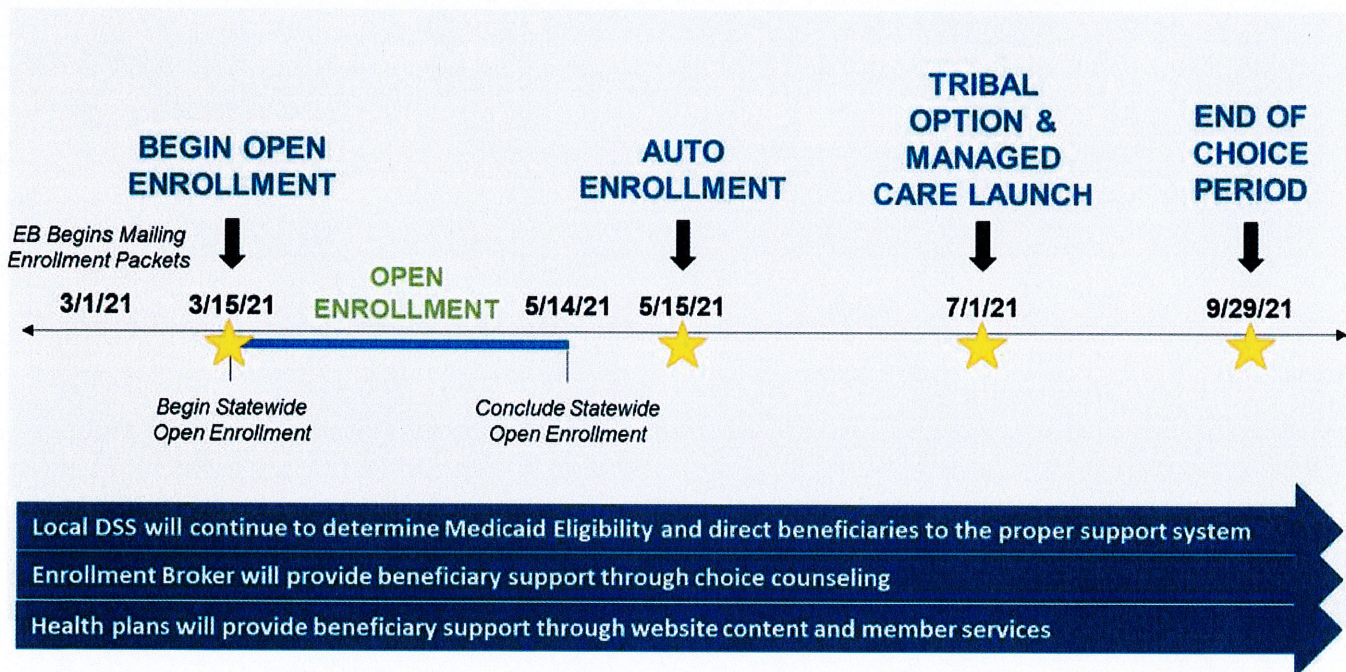 BEGIN OPEN
ENROLLMENT
AUTO
ENROLLMENT
TRIBAL
OPTION &
MANAGED
CARE LAUNCH
END OF
CHOICE
PERIOD
EB Begins Mailing
Enrollment Packets
OPEN
ENROLLMENT
3/1/21 3/15/21 5/14/21 5/15/21 7/1/21 9/29/21
Begin Statewide
Open Enrollment
Conclude Statewide
Open Enrollment
Local DSS will continue to determine Medicaid Eligibility and direct beneficiaries to the proper support system
Enrollment Broker will provide beneficiary support through choice counseling
Health plans will provide beneficiary support through website content and member services